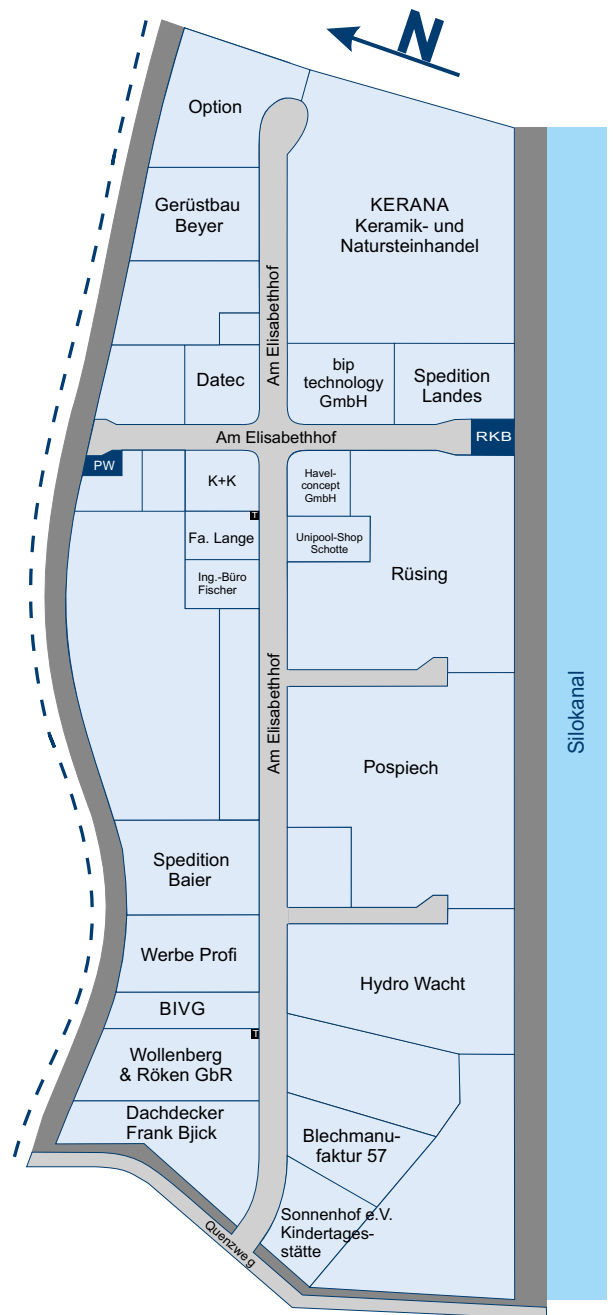 N
Option
Gerüstbau
Beyer
KERANA
Keramik- und
Natursteinhandel
Am Elisabethhof
Datec
bip
technology
GmbH
Spedition
Landes
Am Elisabethhof
RKB
PW
K+K
Havel-
concept
GmbH
T
Fa. Lange
Unipool-Shop
Schotte
Ing.-Büro
Fischer
Rüsing
Am Elisabethhof
Silokanal
Pospiech
Spedition
Baier
Werbe Profi
Hydro Wacht
BIVG
T
Wollenberg
& Röken GbR
Dachdecker
Frank Bjick
Blechmanu-
faktur 57
Sonnenhof e.V.
Kindertages-
stätte
Quenzweg